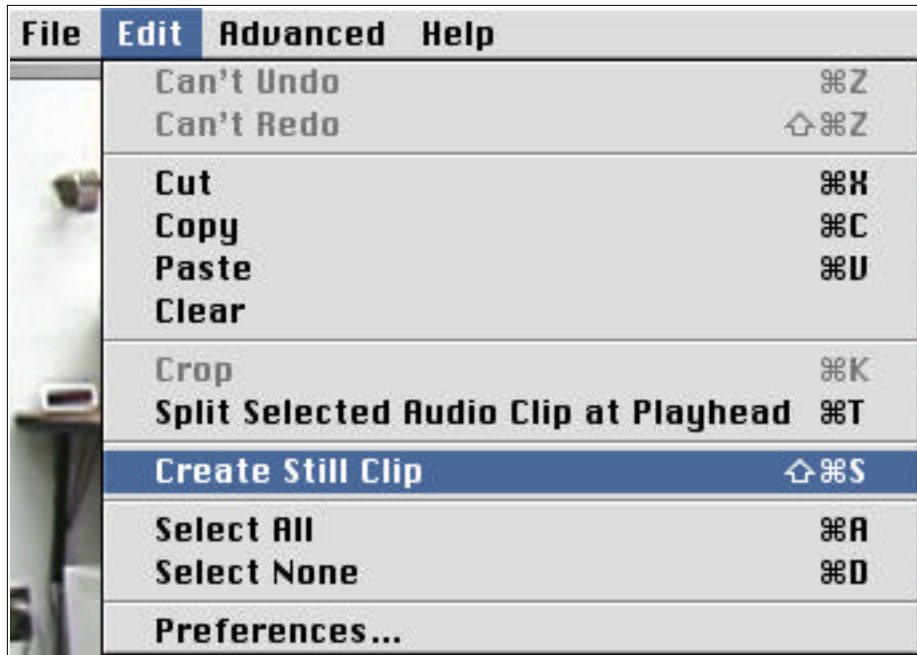 File Edit Advanced Help
Can't Undo ⌘Z
Can't Redo ⇧⌘Z
Cut ⌘X
Copy ⌘C
Paste ⌘V
Clear
Crop ⌘K
Split Selected Audio Clip at Playhead ⌘T
Create Still Clip ⇧⌘S
Select All ⌘A
Select None ⌘D
Preferences...